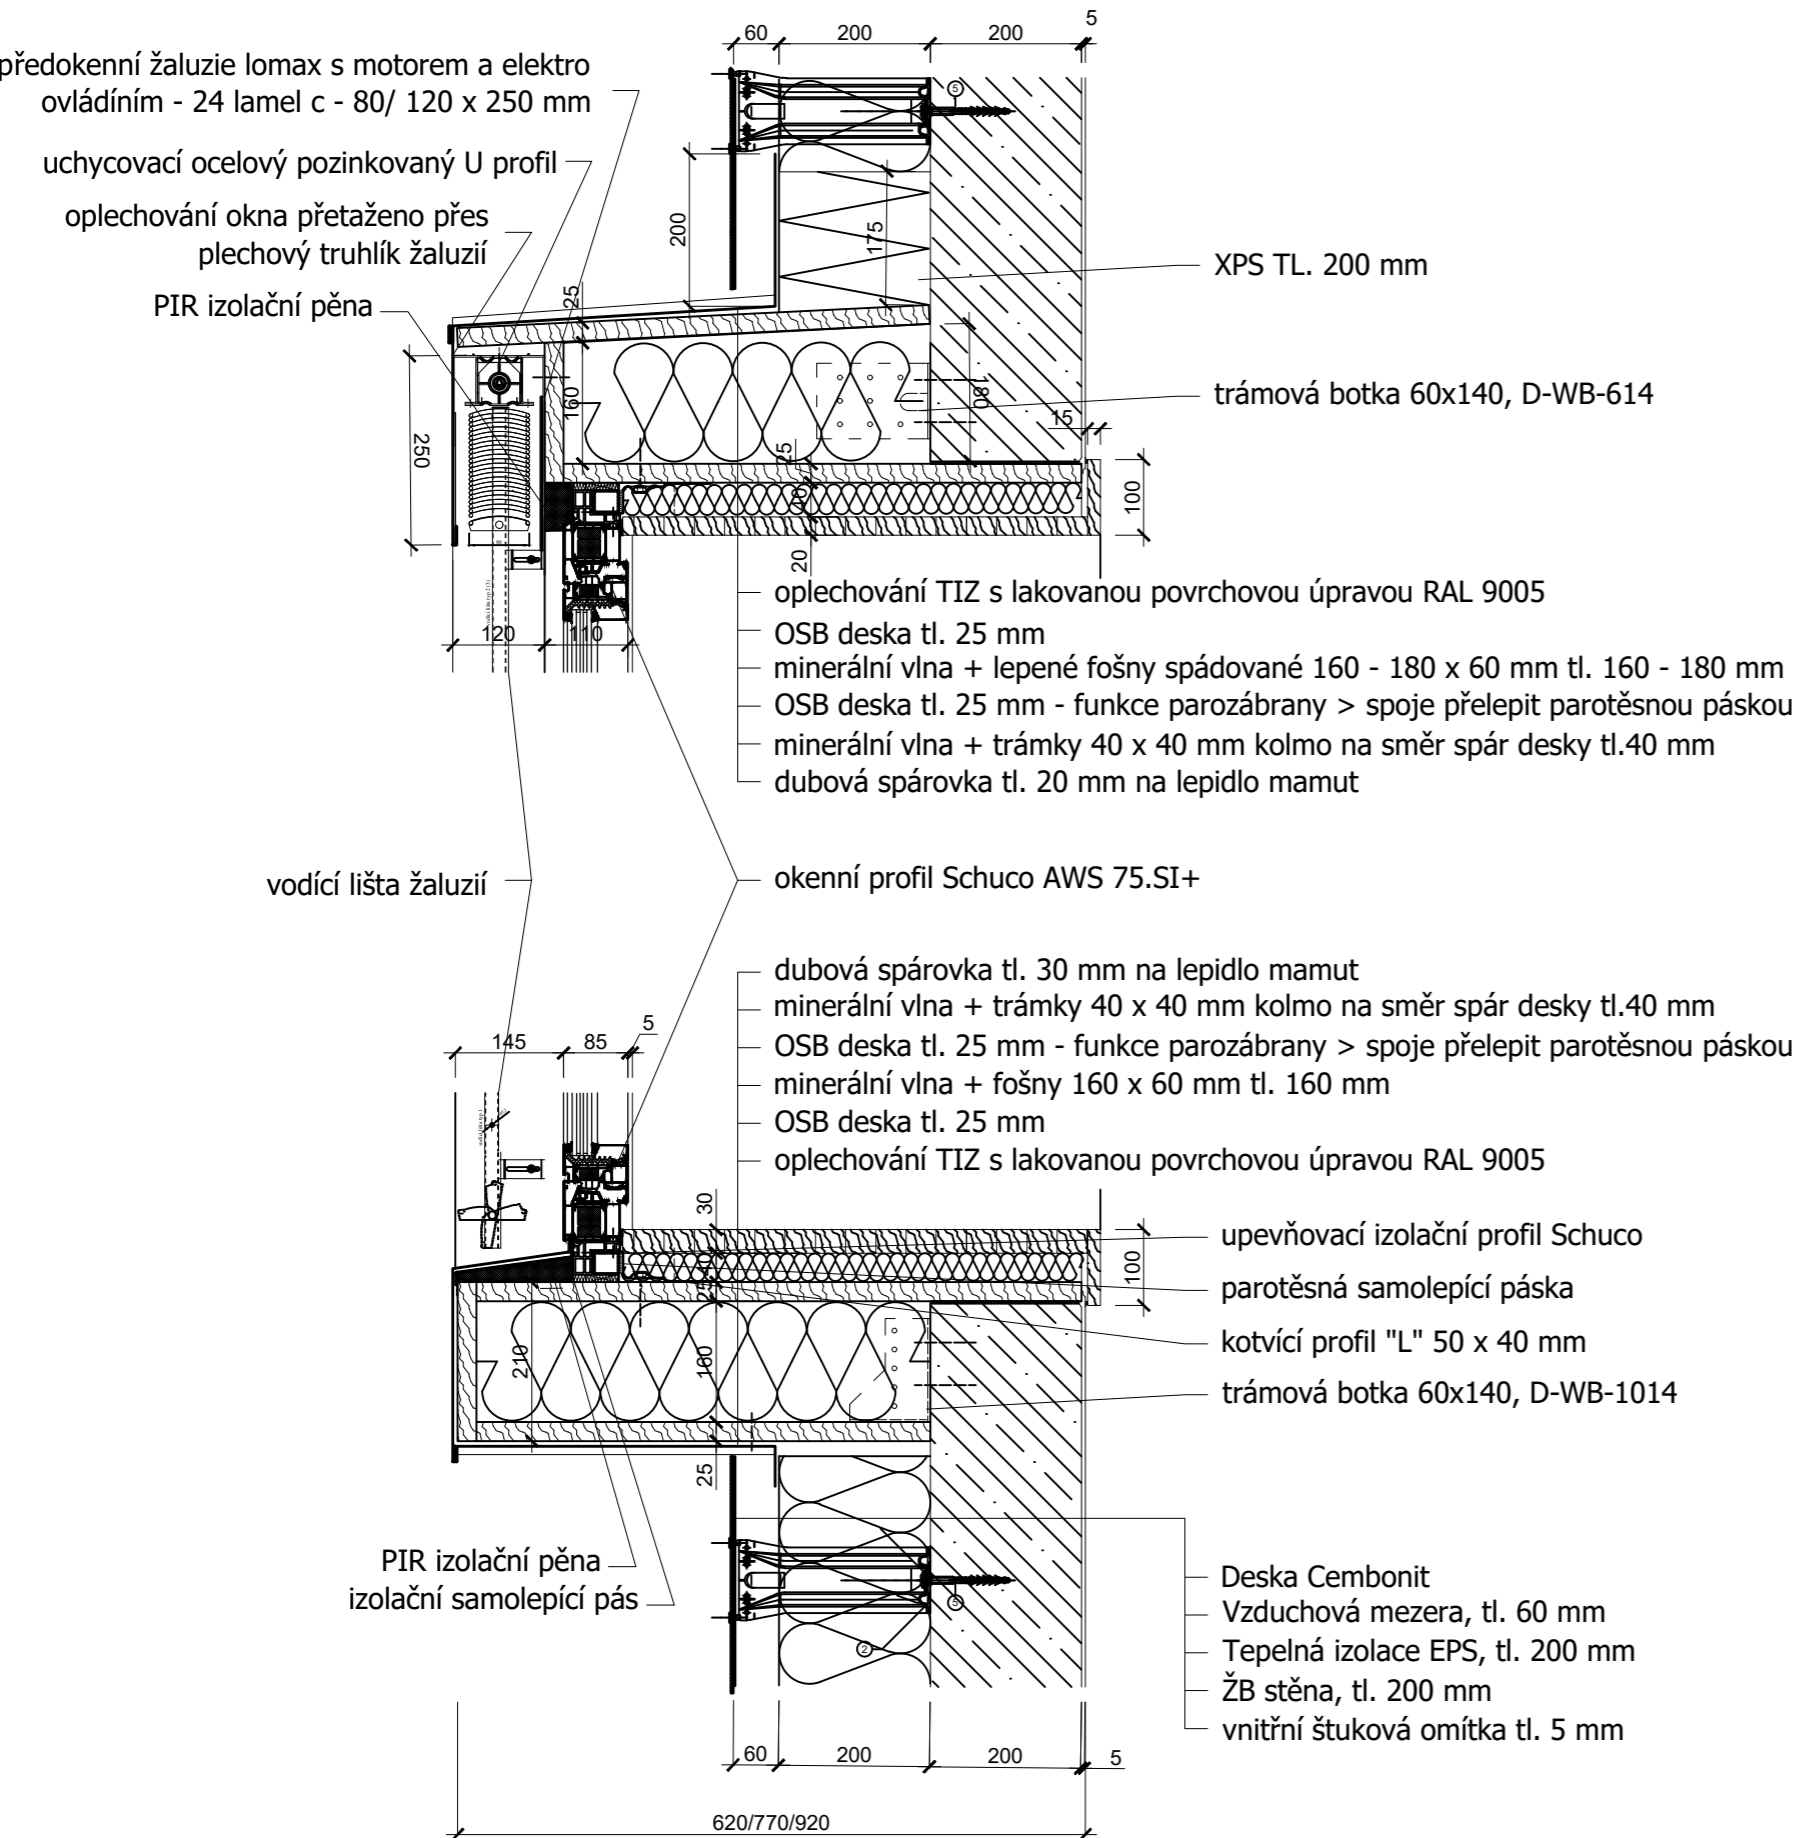 60
200
200
5
předokenní žaluzie lomax s motorem a elektro
ovládíním - 24 lamel c - 80/ 120 x 250 mm
uchycovací ocelový pozinkovaný U profil
oplechování okna přetaženo přes
plechový truhlík žaluzií
PIR izolační pěna
5
200
175
25
160
180
250
25
40
20
15
100
120
110
XPS TL. 200 mm
trámová botka 60x140, D-WB-614
oplechování TIZ s lakovanou povrchovou úpravou RAL 9005
OSB deska tl. 25 mm
minerální vlna + lepené fošny spádované 160 - 180 x 60 mm tl. 160 - 180 mm
OSB deska tl. 25 mm - funkce parozábrany > spoje přelepit parotěsnou páskou
minerální vlna + trámky 40 x 40 mm kolmo na směr spár desky tl.40 mm
dubová spárovka tl. 20 mm na lepidlo mamut
vodící lišta žaluzií
okenní profil Schuco AWS 75.SI+
dubová spárovka tl. 30 mm na lepidlo mamut
minerální vlna + trámky 40 x 40 mm kolmo na směr spár desky tl.40 mm
OSB deska tl. 25 mm - funkce parozábrany > spoje přelepit parotěsnou páskou
minerální vlna + fošny 160 x 60 mm tl. 160 mm
OSB deska tl. 25 mm
oplechování TIZ s lakovanou povrchovou úpravou RAL 9005
145
85
5
30
40
25
160
210
25
100
upevňovací izolační profil Schuco
parotěsná samolepící páska
kotvící profil "L" 50 x 40 mm
trámová botka 60x140, D-WB-1014
PIR izolační pěna
izolační samolepící pás
5
2
Deska Cembonit
Vzduchová mezera, tl. 60 mm
Tepelná izolace EPS, tl. 200 mm
ŽB stěna, tl. 200 mm
vnitřní štuková omítka tl. 5 mm
60
200
200
5
620/770/920